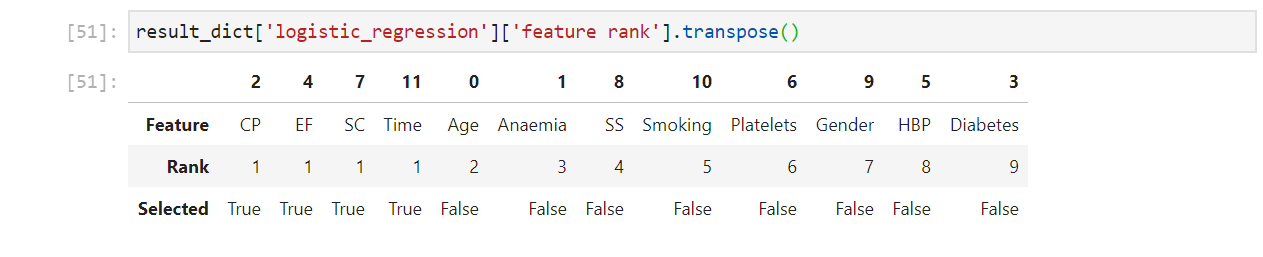 [51]: result_dict['logistic_regression']['feature rank'].transpose()
[51]: 2 4 7 11 0 1 8 10 6 9 5 3
Feature CP EF SC Time Age Anaemia SS Smoking Platelets Gender HBP Diabetes
Rank 1 1 1 1 2 3 4 5 6 7 8 9
Selected True True True True False False False False False False False False